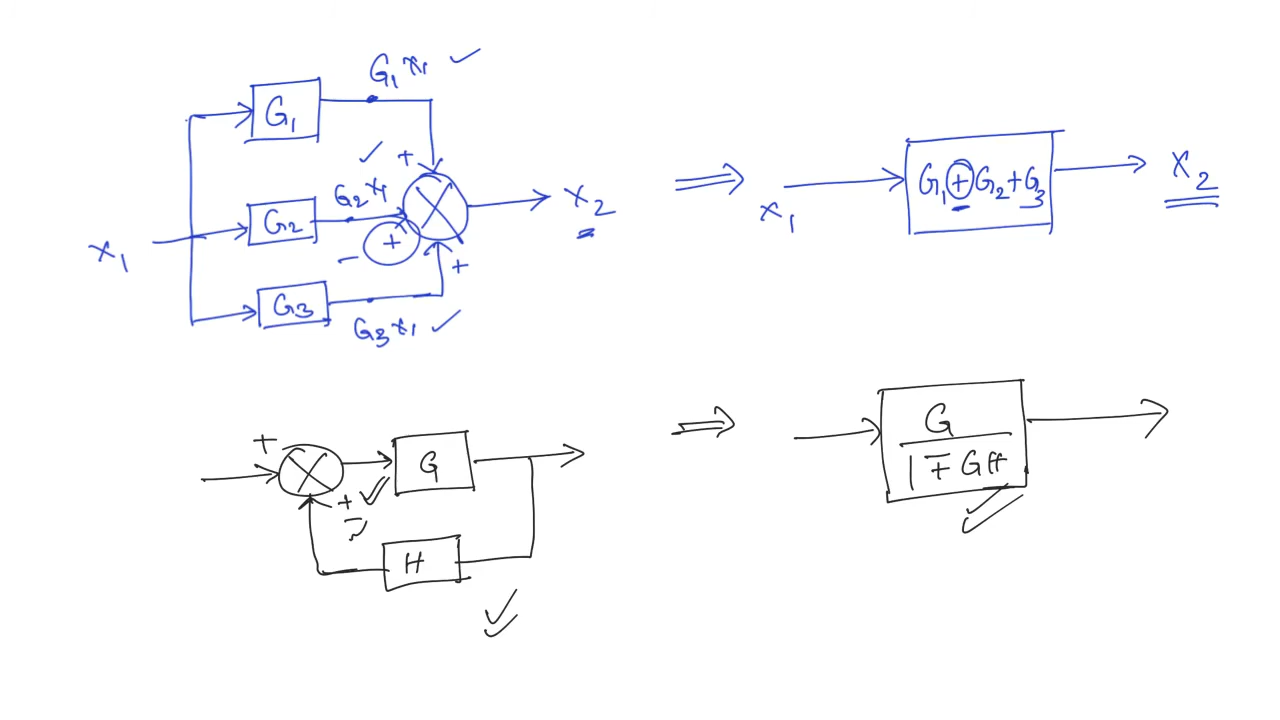 G₁x₁
G₁
+
G₂x₁
G₂
+
x₁
−
x₂
+
G₃
G₃x₁
x₁
G₁+G₂+G₃
x₂
+
G
+
−
H
G
1 ∓ GH